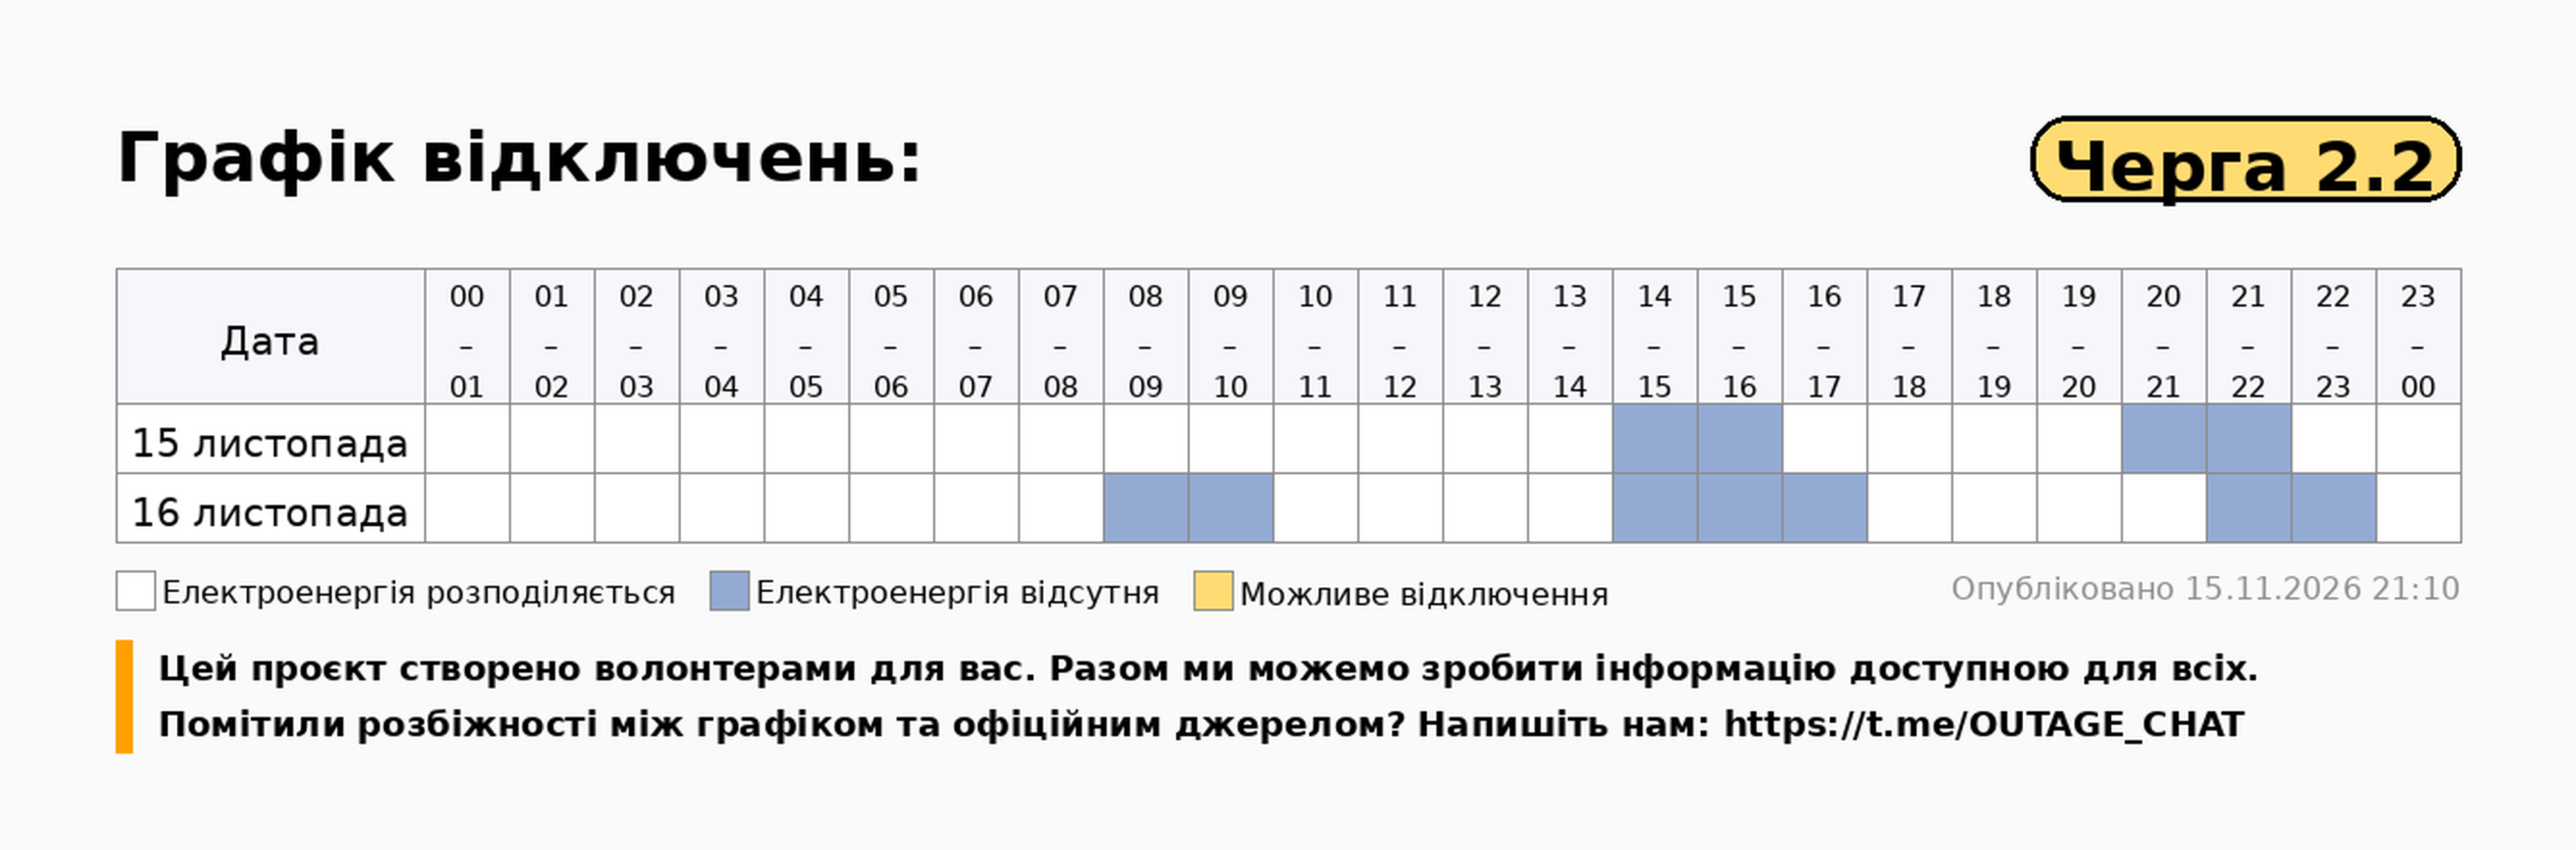 Графік відключень:
Черга 2.2
Дата 00 – 01 01 – 02 02 – 03 03 – 04 04 – 05 05 – 06 06 – 07 07 – 08 08 – 09 09 – 10 10 – 11 11 – 12 12 – 13 13 – 14 14 – 15 15 – 16 16 – 17 17 – 18 18 – 19 19 – 20 20 – 21 21 – 22 22 – 23 23 – 00
15 листопада
16 листопада
Електроенергія розподіляється Електроенергія відсутня Можливе відключення Опубліковано 15.11.2026 21:10
Цей проєкт створено волонтерами для вас. Разом ми можемо зробити інформацію доступною для всіх.
Помітили розбіжності між графіком та офіційним джерелом? Напишіть нам: https://t.me/OUTAGE_CHAT